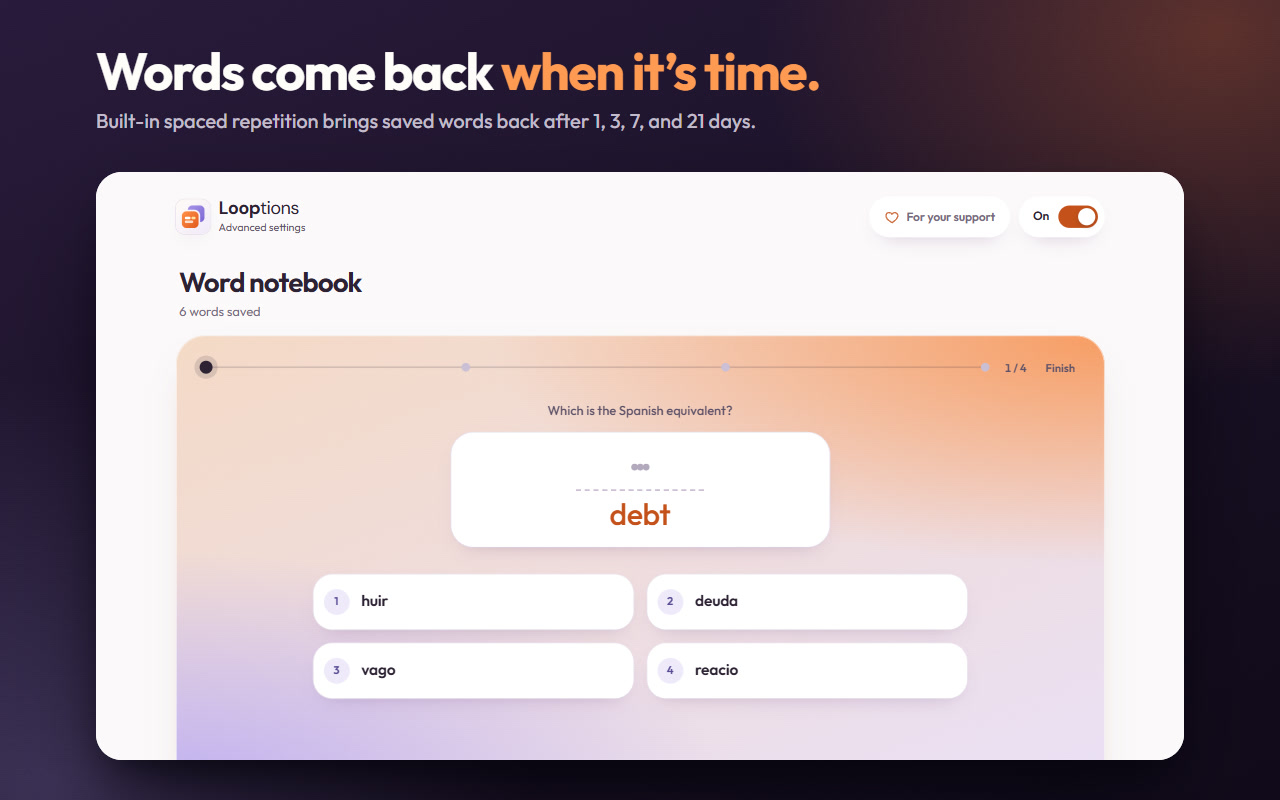 Words come back when it's time.
Built-in spaced repetition brings saved words back after 1, 3, 7, and 21 days.
Looptions
Advanced settings
For your support
On
Word notebook
6 words saved
1 / 4
Finish
Which is the Spanish equivalent?
debt
1 huir
2 deuda
3 vago
4 reacio